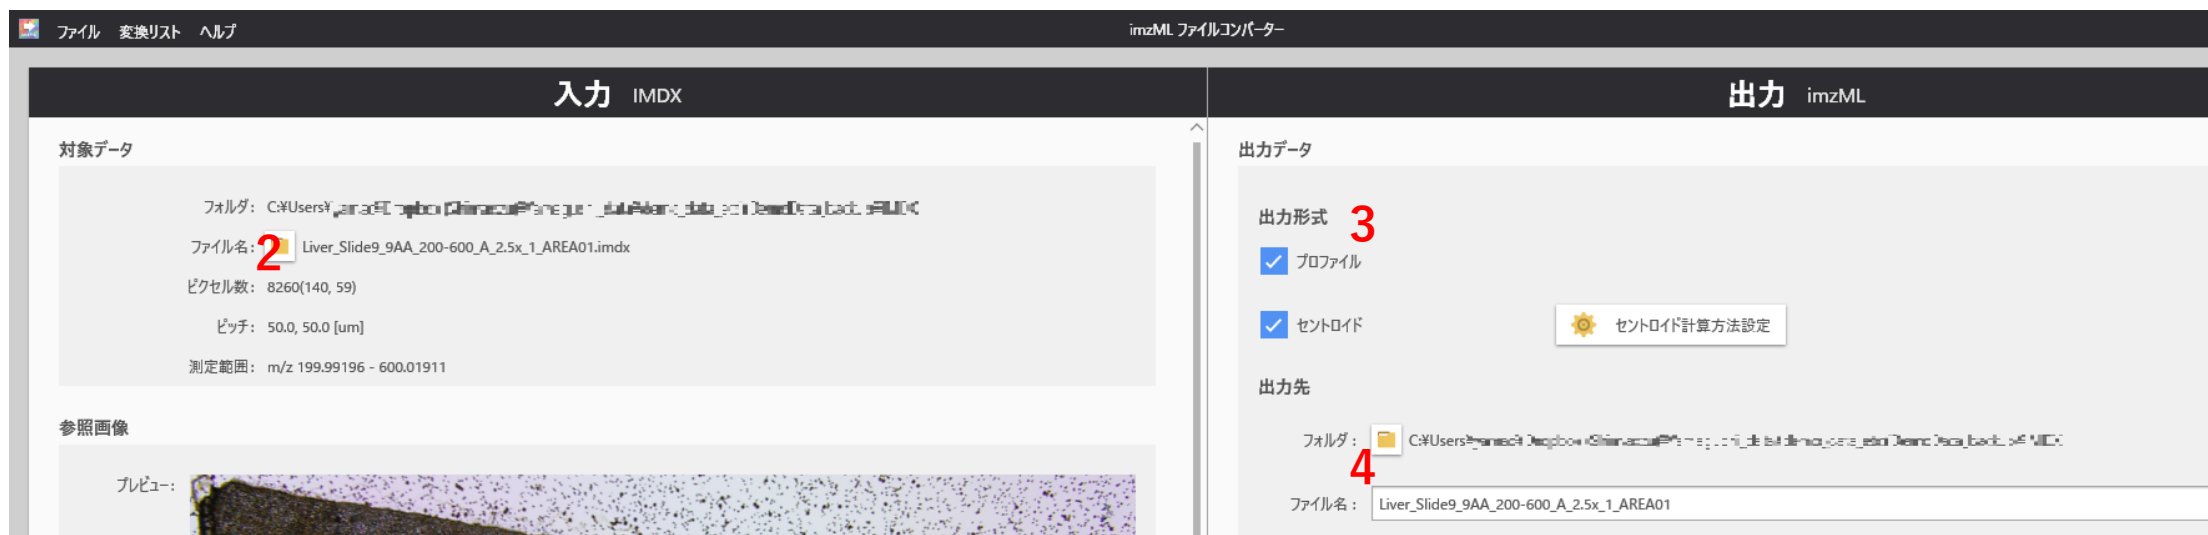 ファイル 変換リスト ヘルプ
imzML ファイルコンバーター
入力 IMDX
対象データ
フォルダ: C:¥Users¥
ファイル名: 2 Liver_Slide9_9AA_200-600_A_2.5x_1_AREA01.imdx
ピクセル数: 8260(140, 59)
ピッチ: 50.0, 50.0 [um]
測定範囲: m/z 199.99196 - 600.01911
参照画像
プレビュー:
出力 imzML
出力データ
出力形式 3
プロファイル
セントロイド セントロイド計算方法設定
出力先
フォルダ: C:¥Users¥
4
ファイル名: Liver_Slide9_9AA_200-600_A_2.5x_1_AREA01